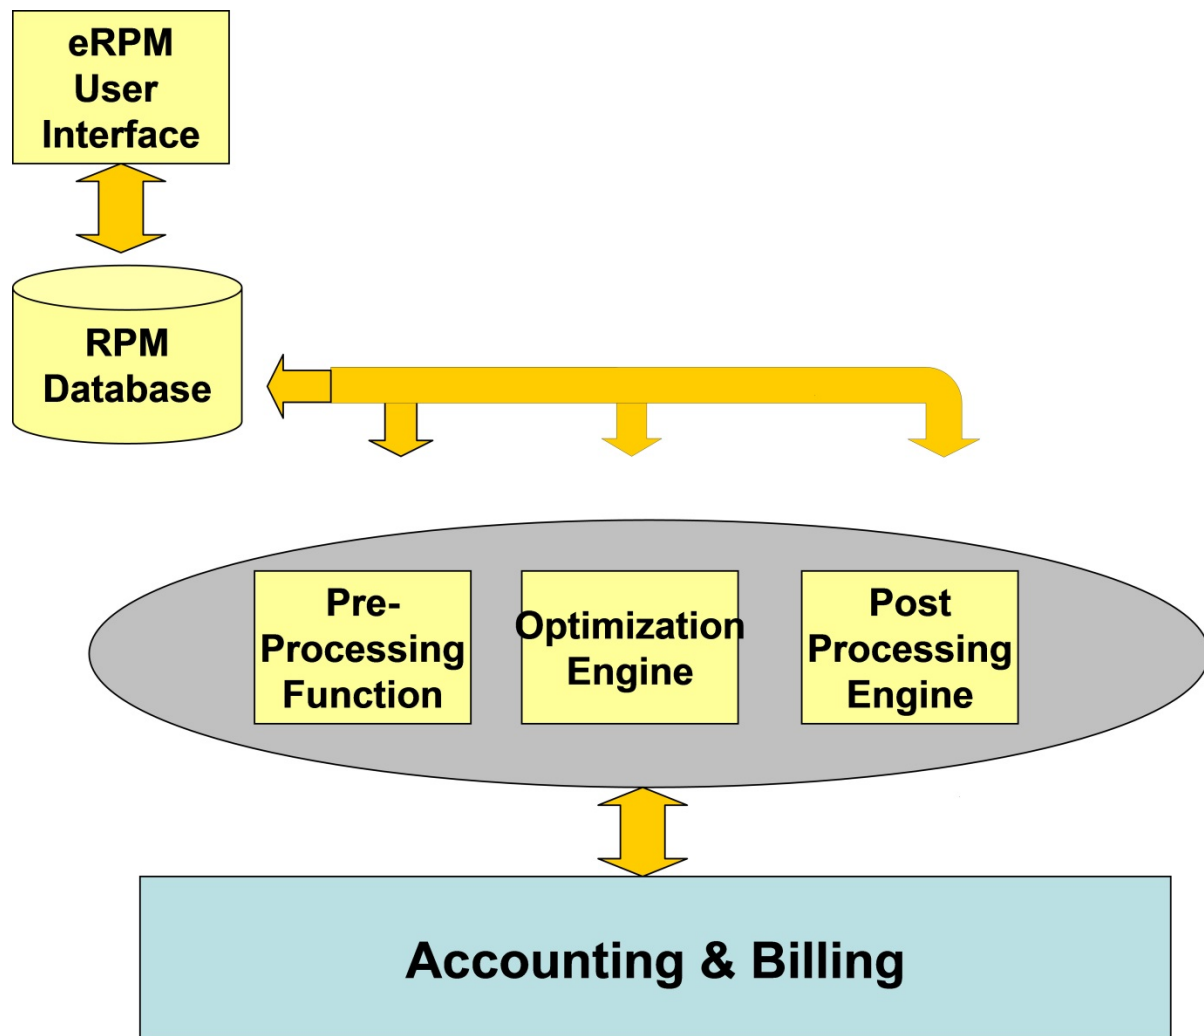 eRPM
User
Interface
RPM
Database
Pre-
Processing
Function
Optimization
Engine
Post
Processing
Engine
Accounting & Billing